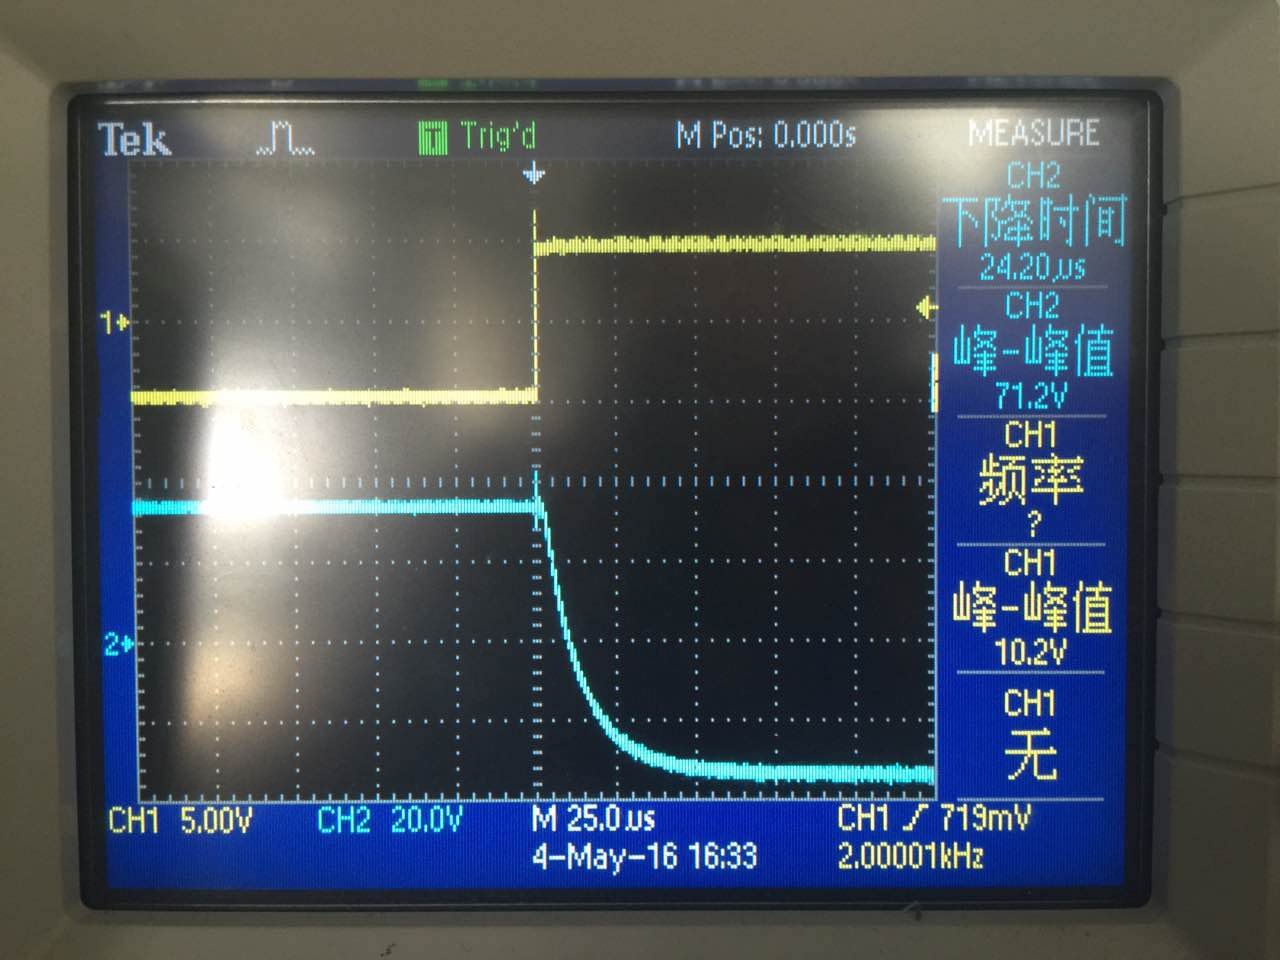 Tek T Trig'd M Pos: 0.000s MEASURE
CH2
下降时间
24.20µs
CH2
峰-峰值
71.2V
CH1
频率
?
CH1
峰-峰值
10.2V
CH1
无
1
2
CH1 5.00V CH2 20.0V M 25.0µs CH1 719mV
4-May-16 16:33 2.00001kHz